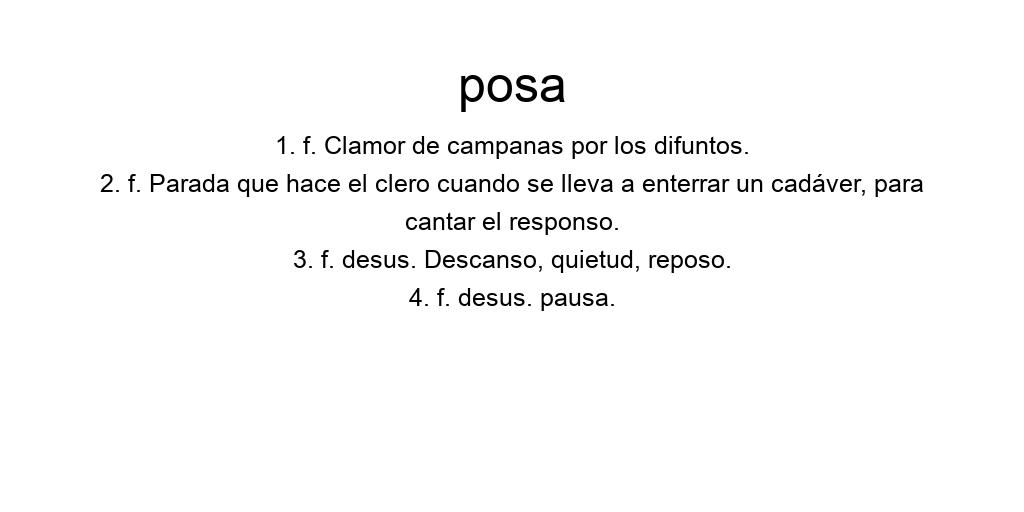 posa
1. f. Clamor de campanas por los difuntos.
2. f. Parada que hace el clero cuando se lleva a enterrar un cadáver, para
cantar el responso.
3. f. desus. Descanso, quietud, reposo.
4. f. desus. pausa.